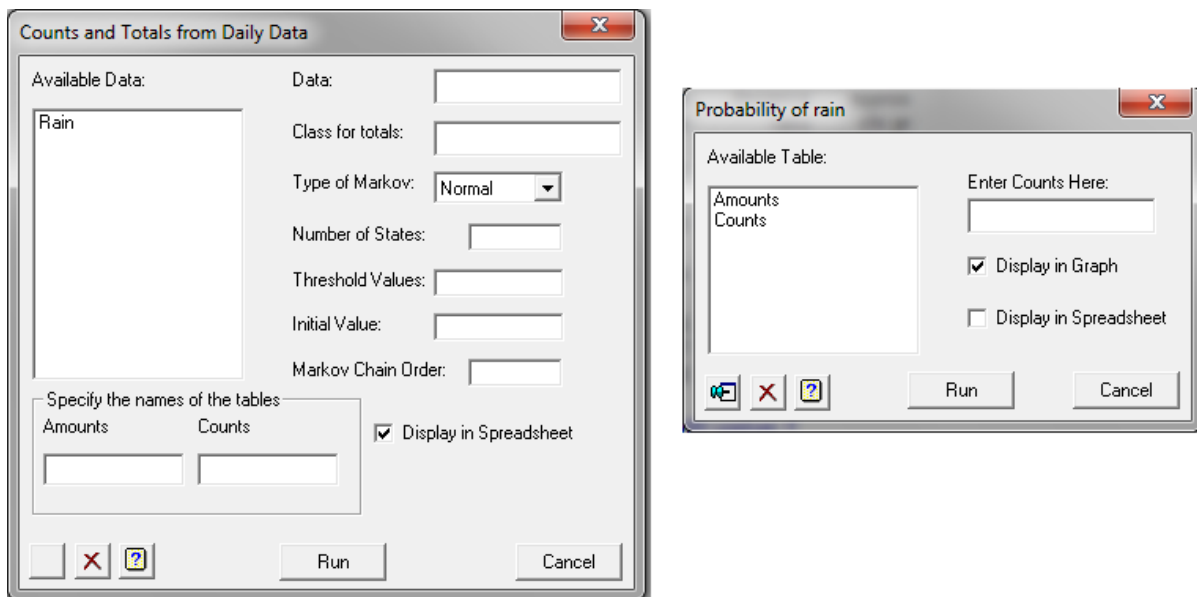 Counts and Totals from Daily Data
Available Data:
Rain
Data:
Class for totals:
Type of Markov: Normal
Number of States:
Threshold Values:
Initial Value:
Markov Chain Order:
Specify the names of the tables
Amounts Counts
Display in Spreadsheet
Run Cancel
Probability of rain
Available Table:
Amounts
Counts
Enter Counts Here:
Display in Graph
Display in Spreadsheet
Run Cancel